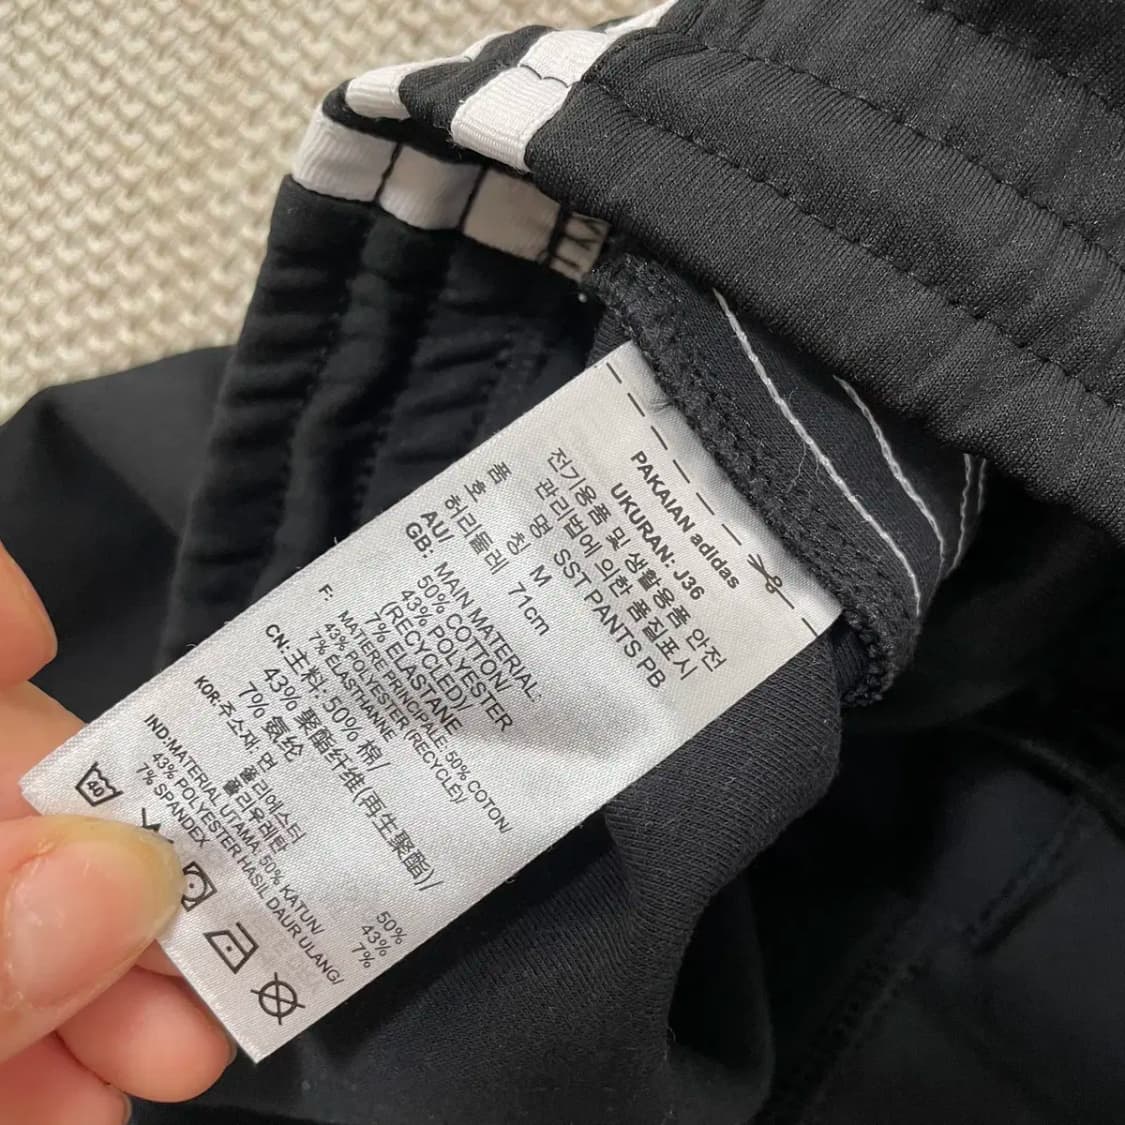 PAKAIAN adidas
UKURAN: J36
전기용품 및 생활용품 안전
관리법에 의한 품질표시
품 명 SST PANTS PB
호 칭 M
허리둘레 71cm
AU/
GB: MAIN MATERIAL:
50% COTTON/
43% POLYESTER
(RECYCLED)/
7% ELASTANE
F: MATIERE PRINCIPALE: 50% COTON/
43% POLYESTER (RECYCLÉ)/
7% ELASTHANNE
CN: 主料: 50% 棉/
43% 聚酯纤维(再生聚酯)/
7% 氨纶
KOR:주소재: 면 50%
폴리에스터 43%
폴리우레탄 7%
IND:MATERIAL UTAMA: 50% KATUN/
43% POLYESTER HASIL DAUR ULANG/
7% SPANDEX
40